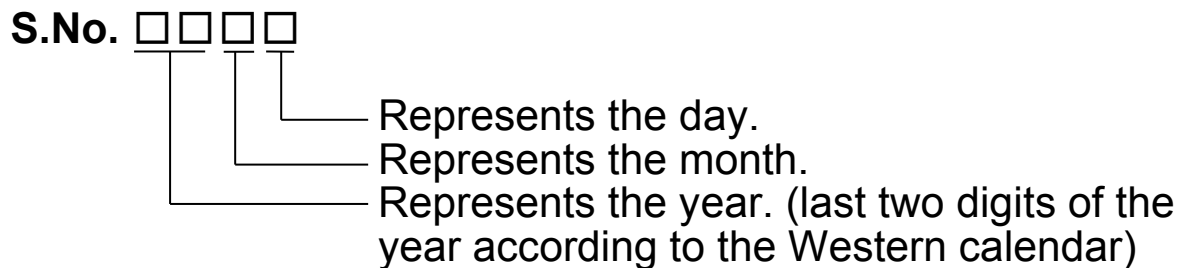 S.No. □□□□
Represents the day.
Represents the month.
Represents the year. (last two digits of the
year according to the Western calendar)